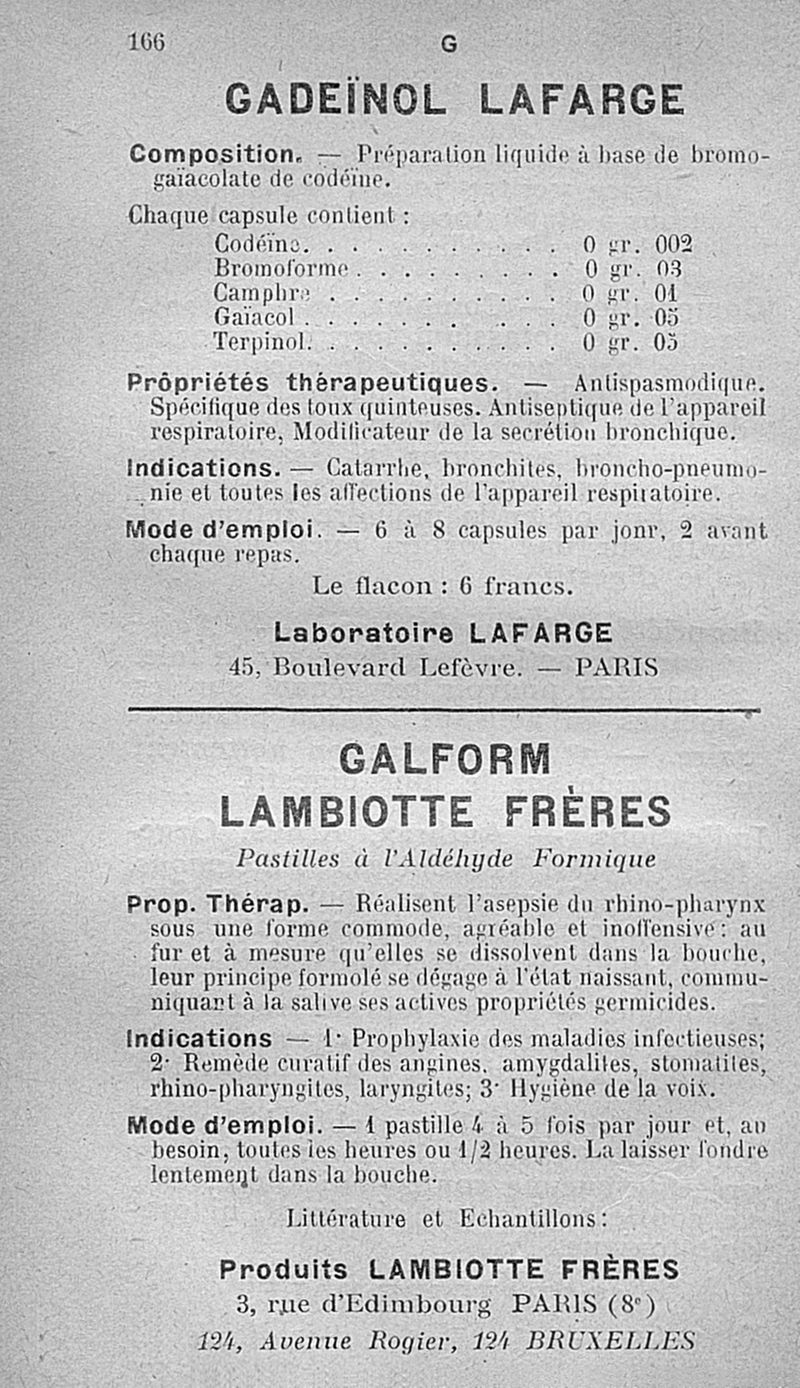 166 G
GADEÏNOL LAFARGE
Composition. — Préparation liquide à base de bromo-
gaïacolate de codéine.
Chaque capsule contient :
Codéine. . . . . . . . . . . 0 gr. 002
Bromoforme . . . . . . . . . 0 gr. 03
Camphre . . . . . . . . . . 0 gr. 01
Gaïacol . . . . . . . . . . . 0 gr. 05
Terpinol. . . . . . . . . . . 0 gr. 05
Propriétés thérapeutiques. — Antispasmodique.
Spécifique des toux quinteuses. Antiseptique de l'appareil
respiratoire, Modificateur de la secrétion bronchique.
Indications. — Catarrhe, bronchites, broncho-pneumo-
nie et toutes les affections de l'appareil respiratoire.
Mode d'emploi. — 6 à 8 capsules par jonr, 2 avant
chaque repas.
Le flacon : 6 francs.
Laboratoire LAFARGE
45, Boulevard Lefèvre. — PARIS
GALFORM
LAMBIOTTE FRÈRES
Pastilles à l'Aldéhyde Formique
Prop. Thérap. — Réalisent l'asepsie du rhino-pharynx
sous une forme commode, agréable et inoffensive : au
fur et à mesure qu'elles se dissolvent dans la bouche,
leur principe formolé se dégage à l'état naissant, commu-
niquant à la salive ses actives propriétés germicides.
Indications — 1° Prophylaxie des maladies infectieuses;
2° Remède curatif des angines, amygdalites, stomatites,
rhino-pharyngites, laryngites; 3° Hygiène de la voix.
Mode d'emploi. — 1 pastille 4 à 5 fois par jour et, au
besoin, toutes les heures ou 1/2 heures. La laisser fondre
lentement dans la bouche.
Littérature et Echantillons :
Produits LAMBIOTTE FRÈRES
3, rue d'Edimbourg PARIS (8e)
124, Avenue Rogier, 124 BRUXELLES